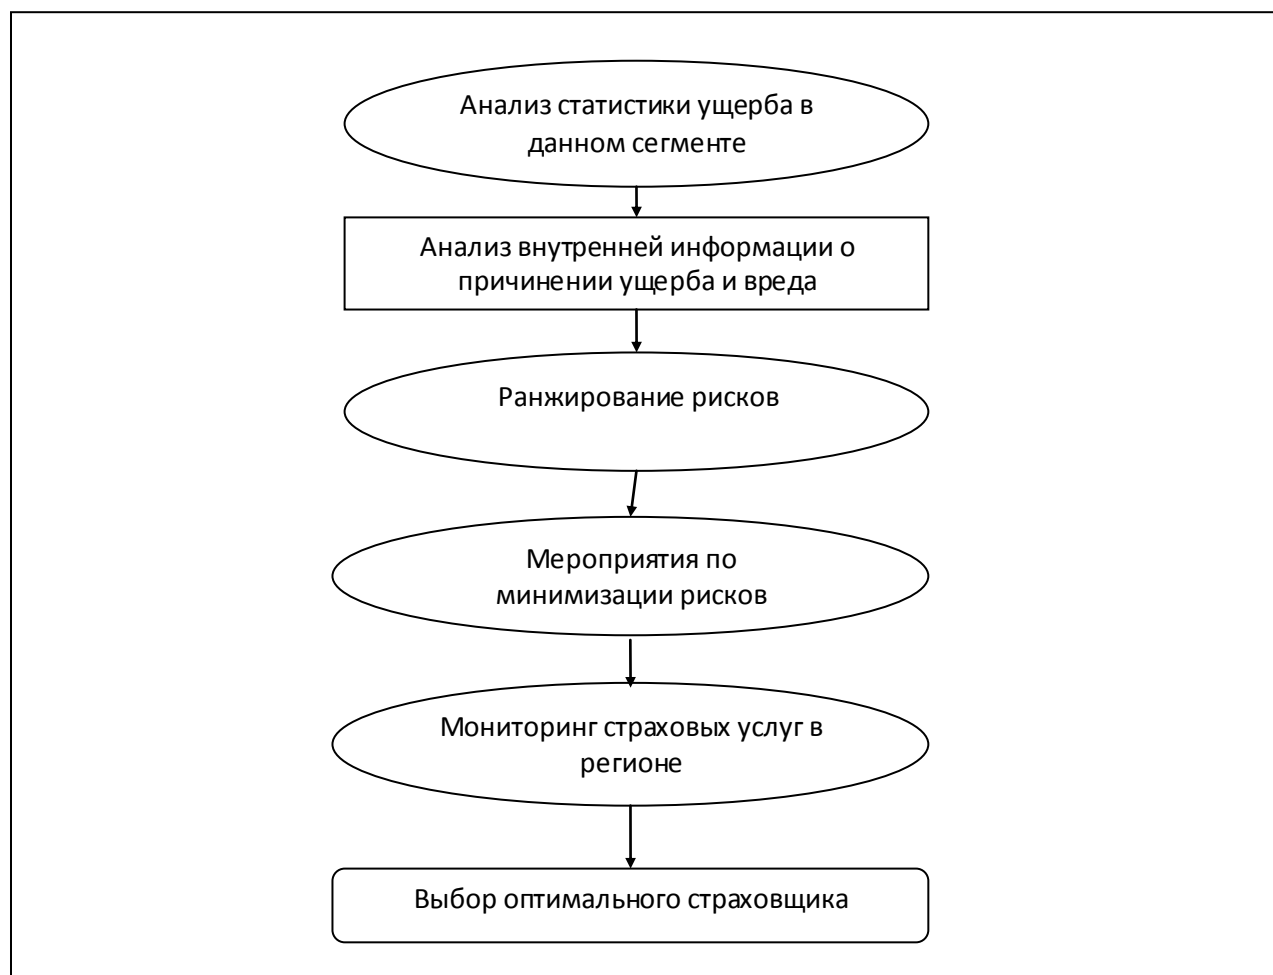 Анализ статистики ущерба в
данном сегменте
Анализ внутренней информации о
причинении ущерба и вреда
Ранжирование рисков
Мероприятия по
минимизации рисков
Мониторинг страховых услуг в
регионе
Выбор оптимального страховщика